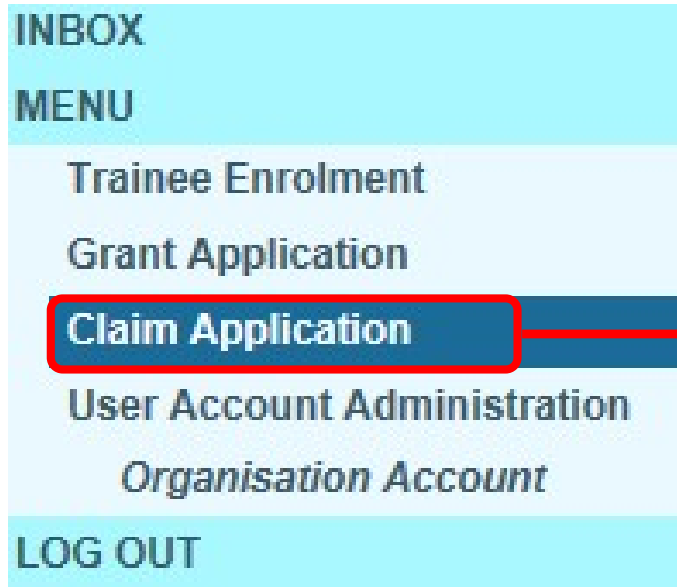 INBOX
MENU
Trainee Enrolment
Grant Application
Claim Application
User Account Administration
Organisation Account
LOG OUT